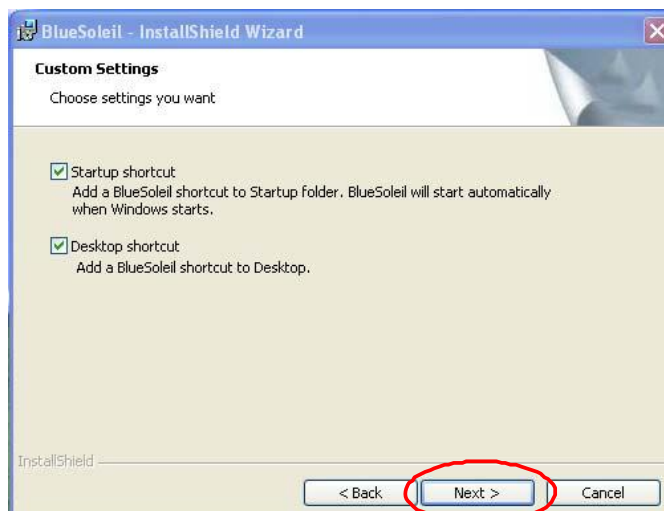 BlueSoleil - InstallShield Wizard
Custom Settings
Choose settings you want
Startup shortcut
Add a BlueSoleil shortcut to Startup folder. BlueSoleil will start automatically
when Windows starts.
Desktop shortcut
Add a BlueSoleil shortcut to Desktop.
InstallShield
< Back Next > Cancel